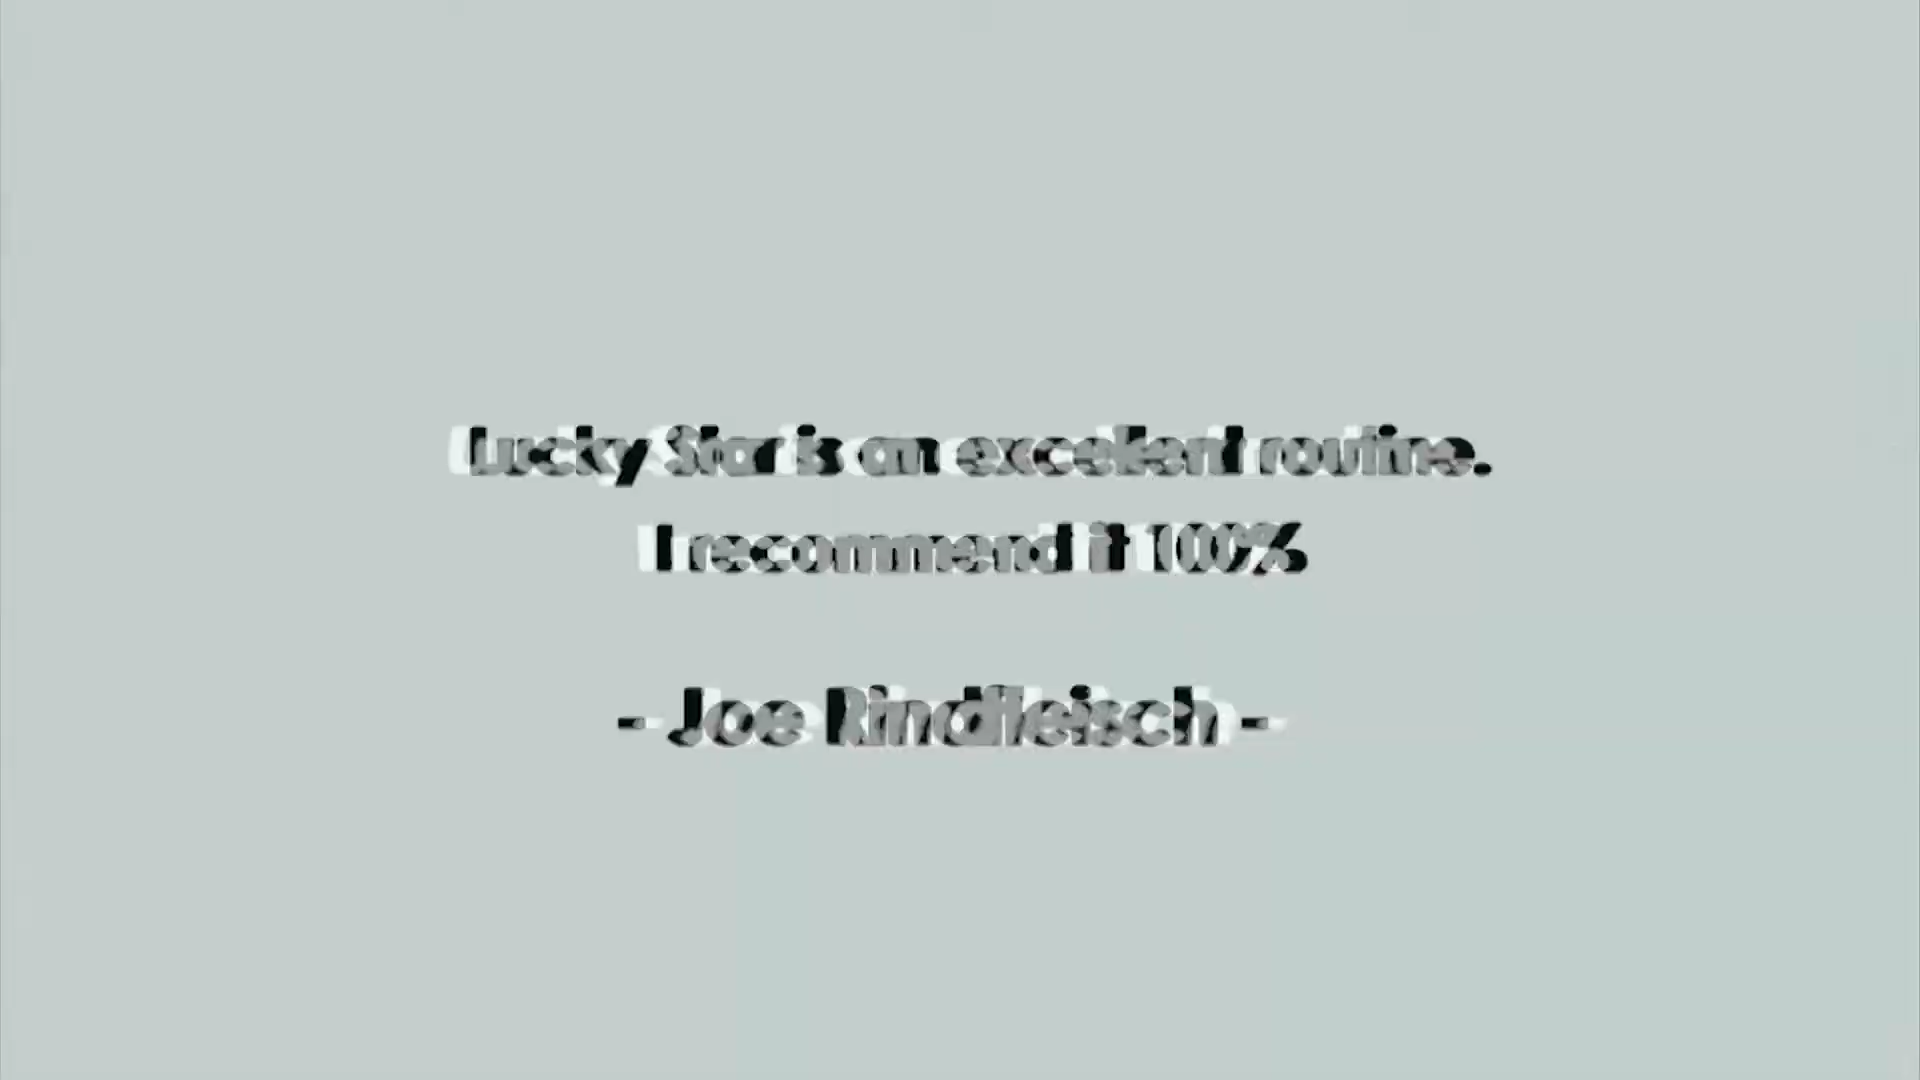 Lucky Star is an excellent routine.
I recommend it 100%
- Joe Rindfleisch -